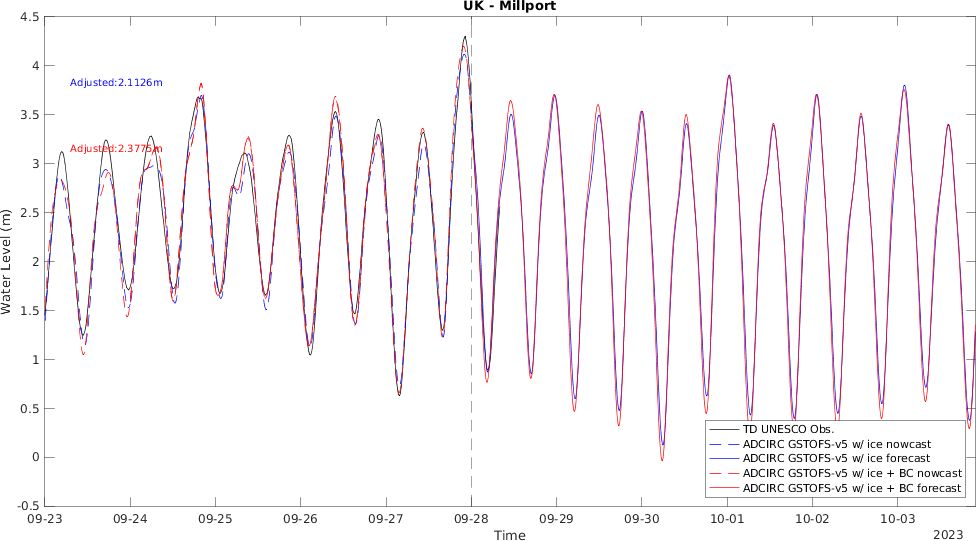 UK - Millport
4.5
4
3.5
3
2.5
2
1.5
1
0.5
0
-0.5
Water Level (m)
Adjusted:2.1126m
Adjusted:2.3775m
TD UNESCO Obs.
ADCIRC GSTOFS-v5 w/ ice nowcast
ADCIRC GSTOFS-v5 w/ ice forecast
ADCIRC GSTOFS-v5 w/ ice + BC nowcast
ADCIRC GSTOFS-v5 w/ ice + BC forecast
09-23 09-24 09-25 09-26 09-27 09-28 09-29 09-30 10-01 10-02 10-03
Time
2023